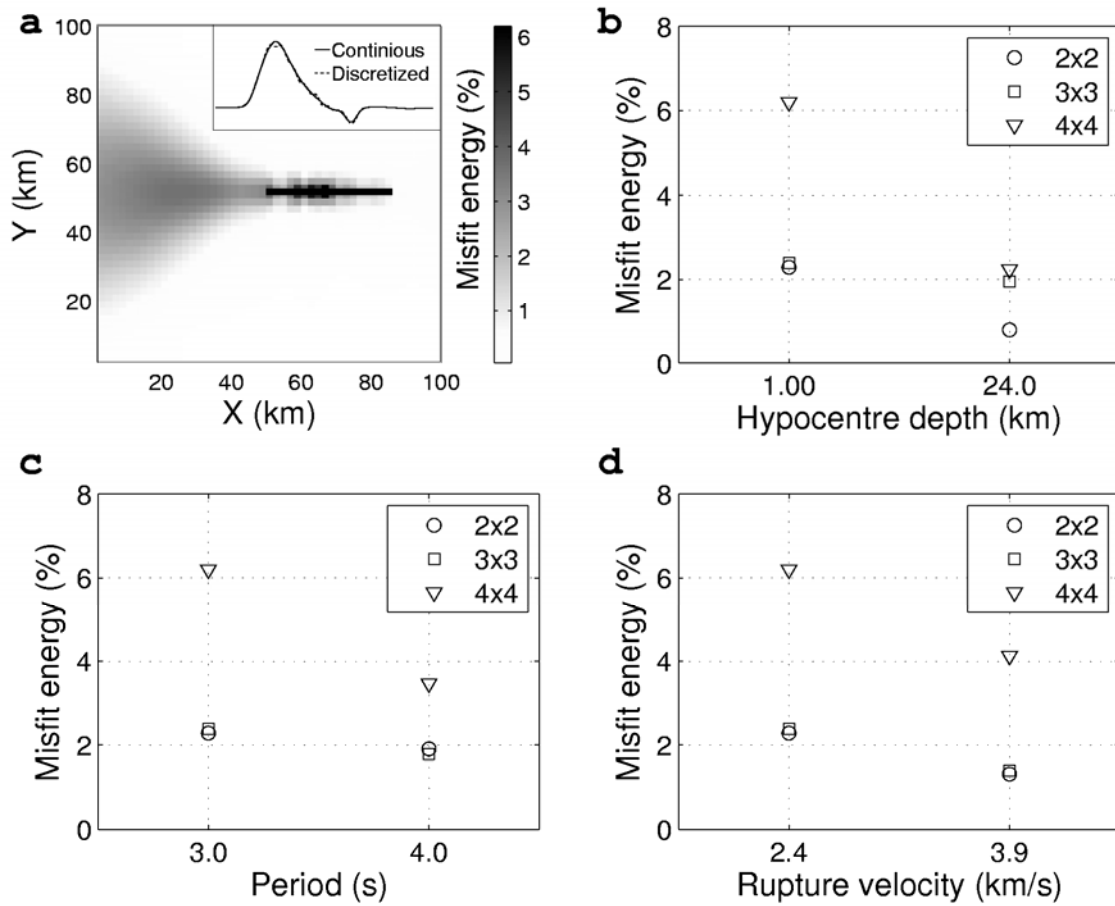 a
100
80
60
40
20
Y (km)
20 40 60 80 100
X (km)
Continious
Discretized
6
5
4
3
2
1
Misfit energy (%)
b
8
6
4
2
0
Misfit energy (%)
2x2
3x3
4x4
1.00 24.0
Hypocentre depth (km)
c
8
6
4
2
0
Misfit energy (%)
2x2
3x3
4x4
3.0 4.0
Period (s)
d
8
6
4
2
0
Misfit energy (%)
2x2
3x3
4x4
2.4 3.9
Rupture velocity (km/s)